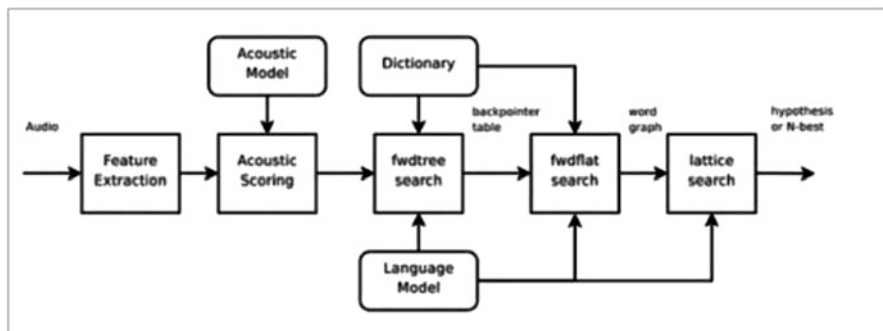 Acoustic
Model
Dictionary
Audio
backpointer
table
word
graph
hypothesis
or N-best
Feature
Extraction
Acoustic
Scoring
fwdtree
search
fwdflat
search
lattice
search
Language
Model